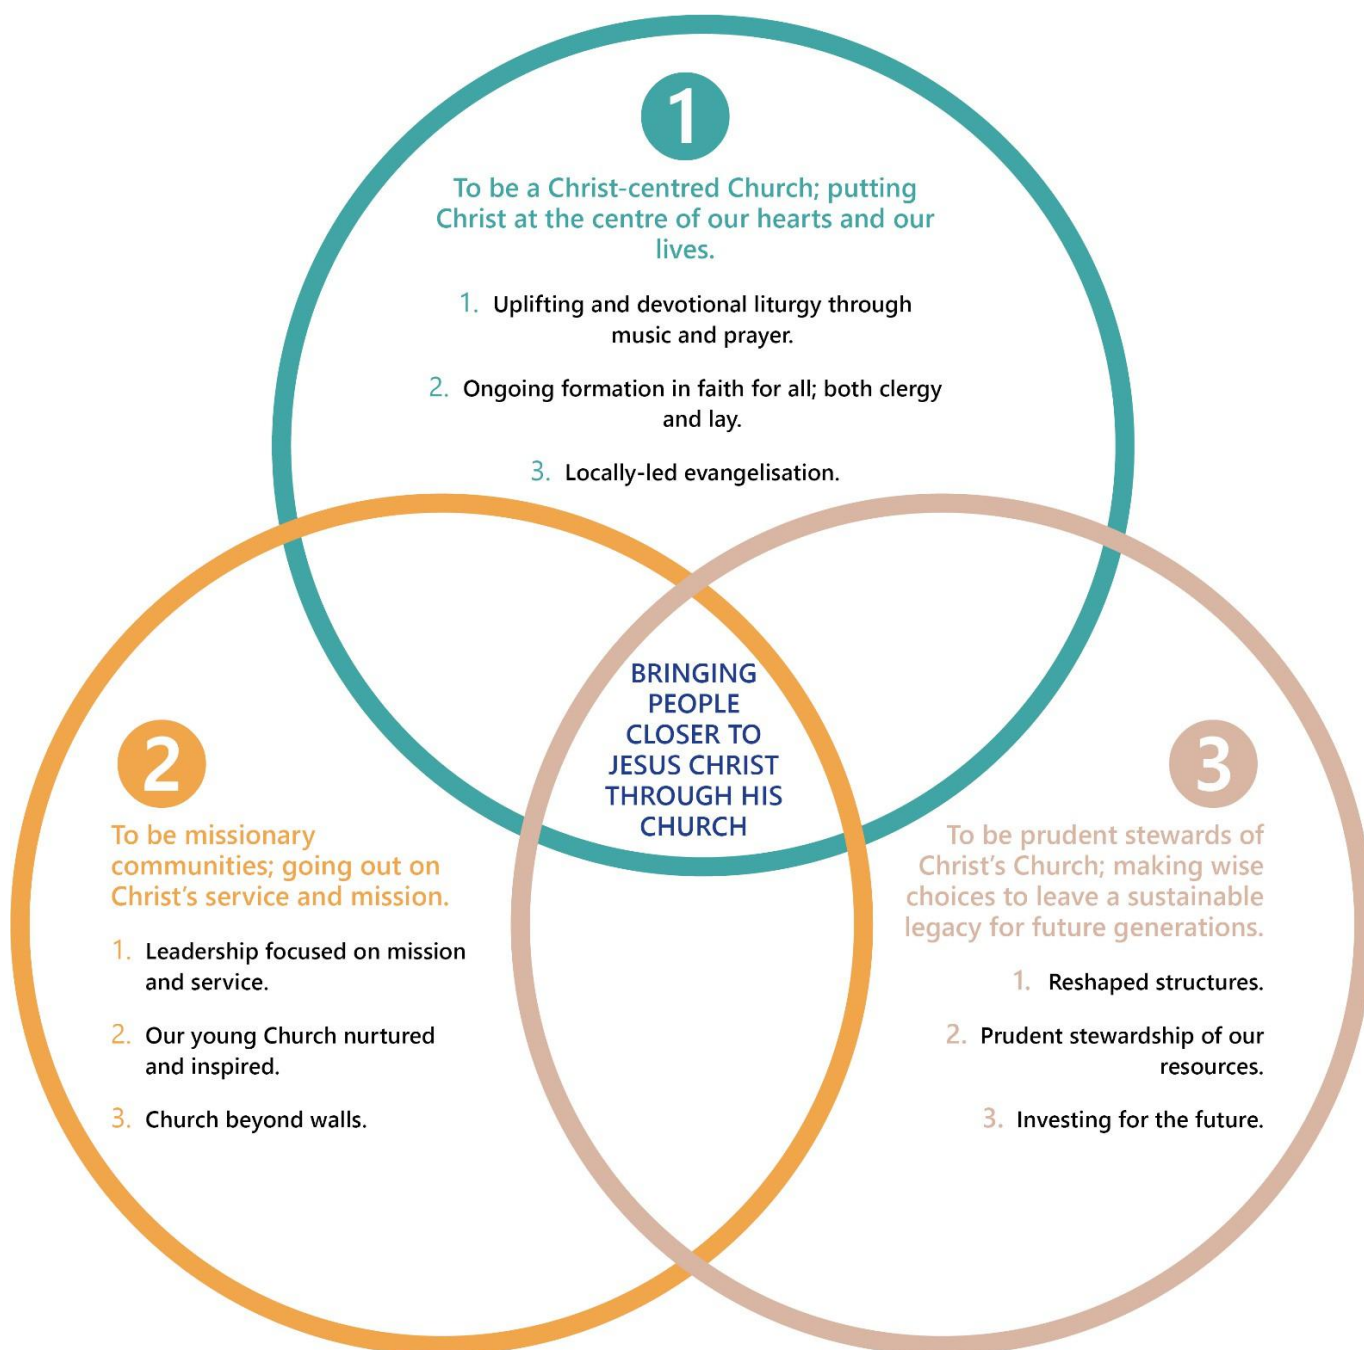 1
To be a Christ-centred Church; putting
Christ at the centre of our hearts and our
lives.
1. Uplifting and devotional liturgy through
music and prayer.
2. Ongoing formation in faith for all; both clergy
and lay.
3. Locally-led evangelisation.
BRINGING
PEOPLE
CLOSER TO
JESUS CHRIST
THROUGH HIS
CHURCH
2
To be missionary
communities; going out on
Christ's service and mission.
1. Leadership focused on mission
and service.
2. Our young Church nurtured
and inspired.
3. Church beyond walls.
3
To be prudent stewards of
Christ's Church; making wise
choices to leave a sustainable
legacy for future generations.
1. Reshaped structures.
2. Prudent stewardship of our
resources.
3. Investing for the future.